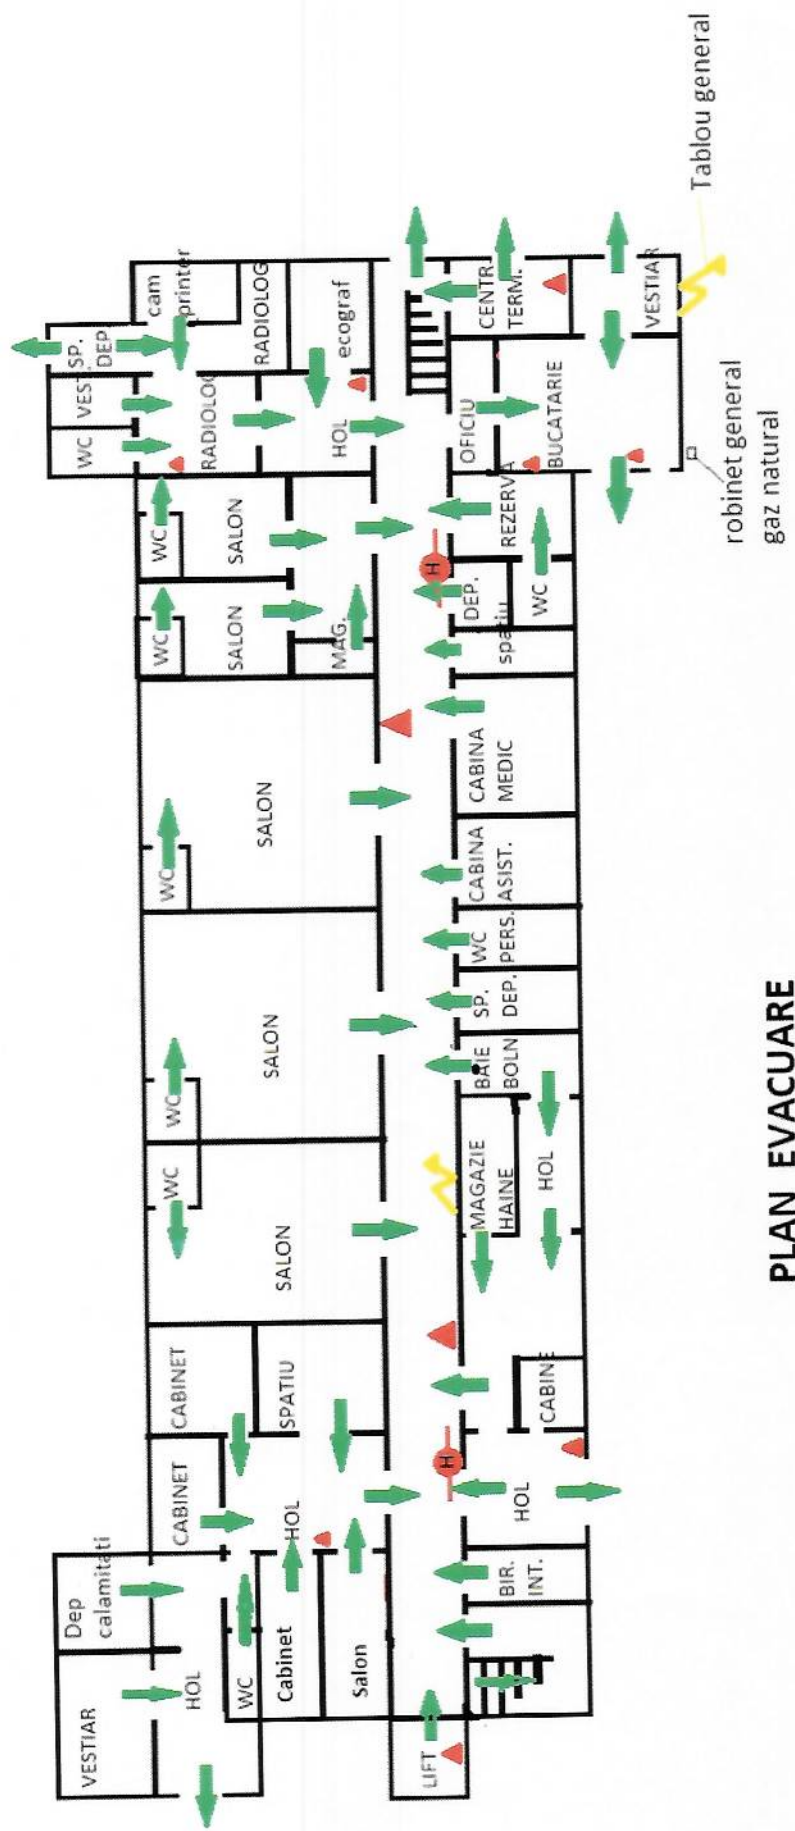 VESTIAR
Dep
calamitati
WC
VEST
SP.
DEP
HOL
CABINET
CABINET
WC
WC
WC
WC
WC
cam
printer
WC
Cabinet
Salon
HOL
SPATIU
SALON
SALON
SALON
SALON
SALON
MAG.
RADIOLOG
RADIOLOG
HOL
ecograf
LIFT
BIR.
INT.
HOL
CABINE
MAGAZIE
HAINE
HOL
BAIE
BOLN
SP.
DEP.
WC
PERS.
CABINA
ASIST.
CABINA
MEDIC
spatiu
DEP.
WC
REZERVA
OFICIU
BUCATARIE
CENTR.
TERM.
VESTIAR
H
H
Tablou general
robinet general
gaz natural
PLAN EVACUARE